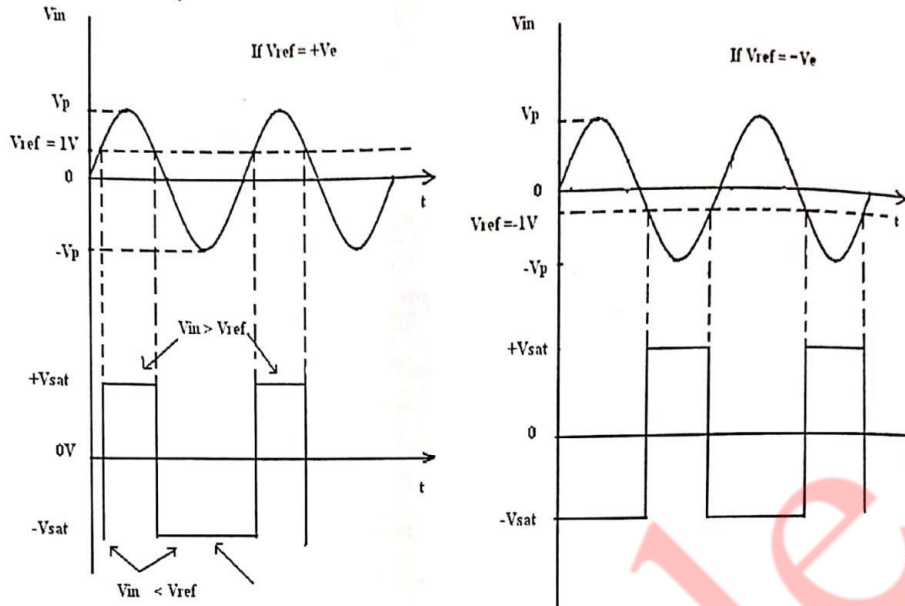 Vin
If Vref = +Ve
Vp
Vref = 1V
0
t
-Vp
Vin > Vref
+Vsat
0V
t
-Vsat
Vin < Vref
Vin
If Vref = -Ve
Vp
0
t
Vref =-1V
-Vp
+Vsat
0
-Vsat
le